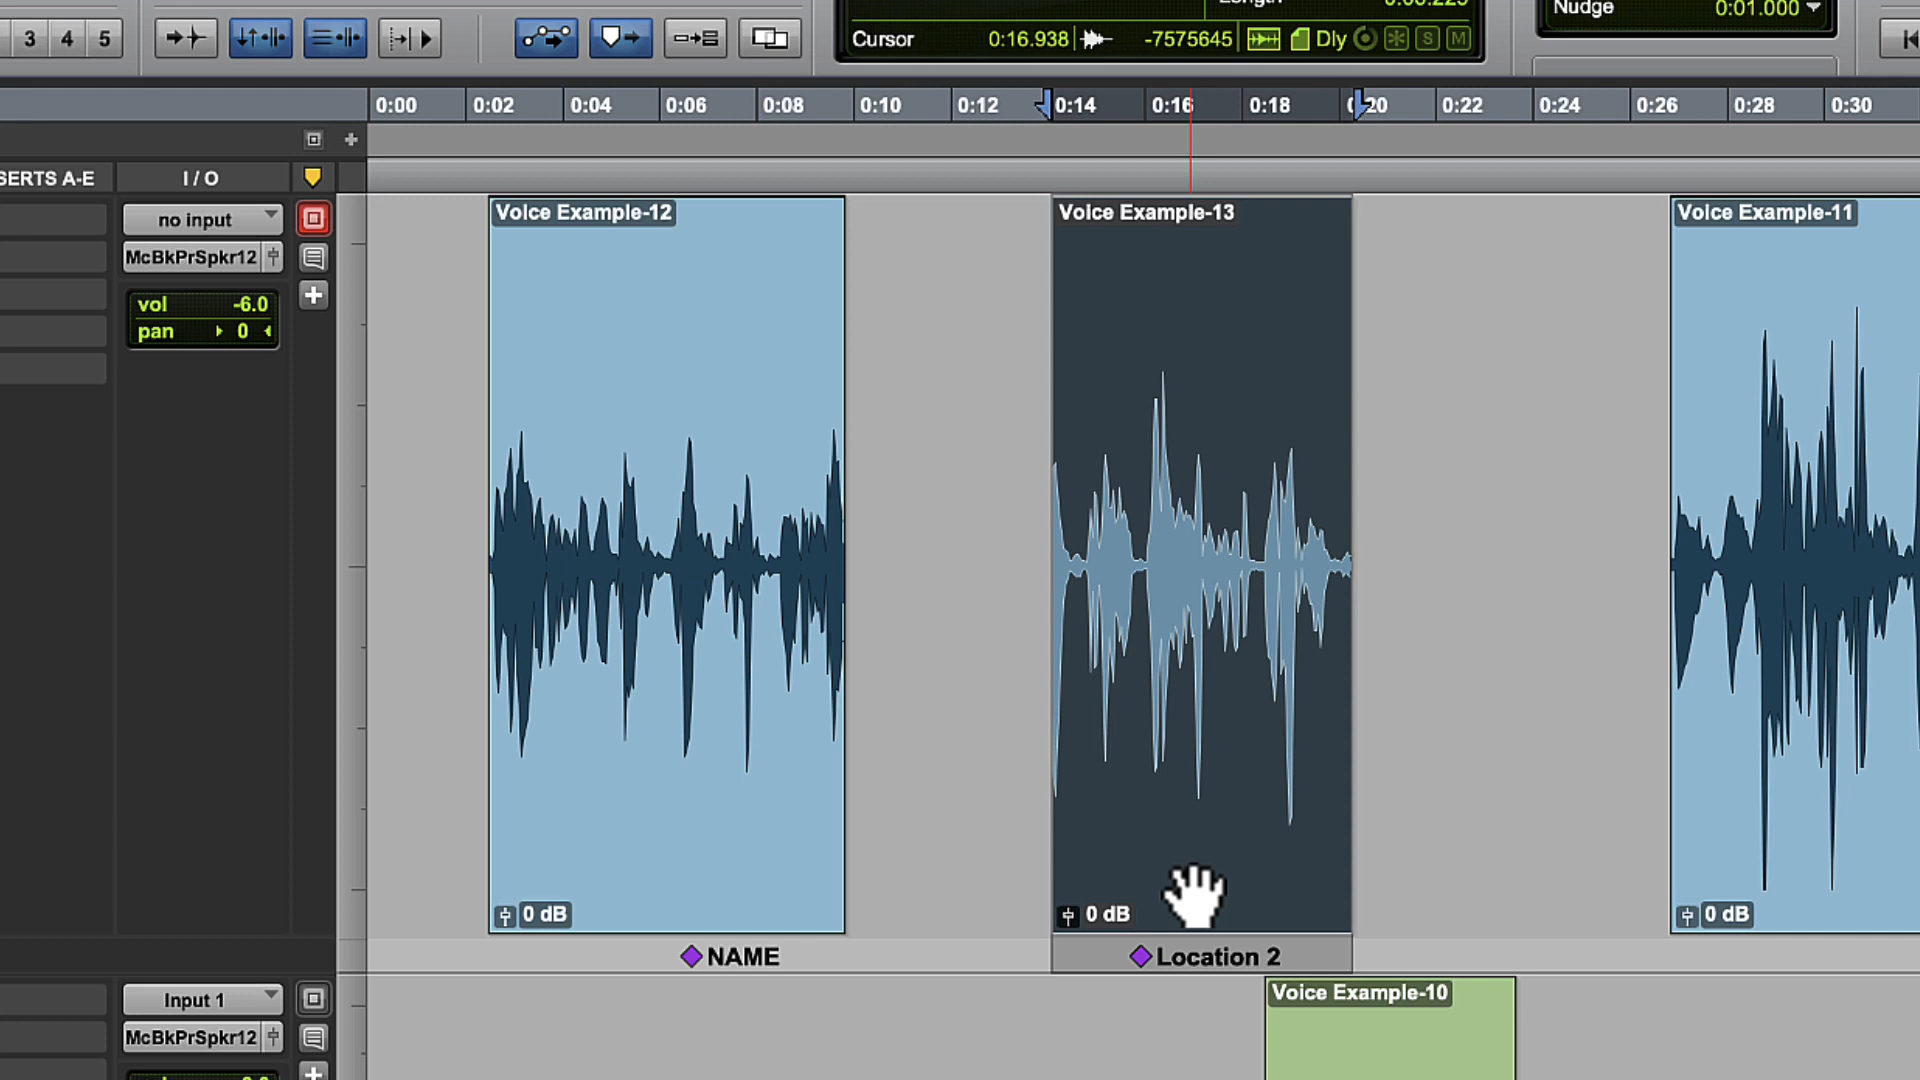 3 4 5
Nudge 0:01.000
Cursor 0:16.938 -7575645 Dly S M
0:00 0:02 0:04 0:06 0:08 0:10 0:12 0:14 0:16 0:18 0:20 0:22 0:24 0:26 0:28 0:30
SERTS A-E I / O
no input
McBkPrSpkr12
vol -6.0
pan 0
Voice Example-12
0 dB
NAME
Voice Example-13
0 dB
Location 2
Voice Example-11
0 dB
Input 1
McBkPrSpkr12
Voice Example-10